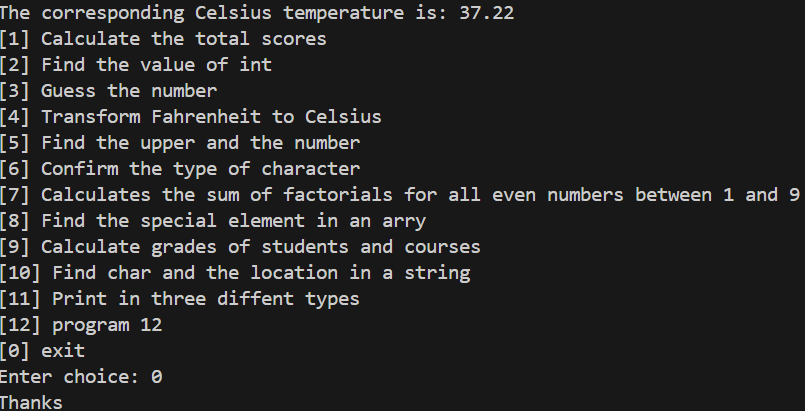 The corresponding Celsius temperature is: 37.22
[1] Calculate the total scores
[2] Find the value of int
[3] Guess the number
[4] Transform Fahrenheit to Celsius
[5] Find the upper and the number
[6] Confirm the type of character
[7] Calculates the sum of factorials for all even numbers between 1 and 9
[8] Find the special element in an arry
[9] Calculate grades of students and courses
[10] Find char and the location in a string
[11] Print in three diffent types
[12] program 12
[0] exit
Enter choice: 0
Thanks